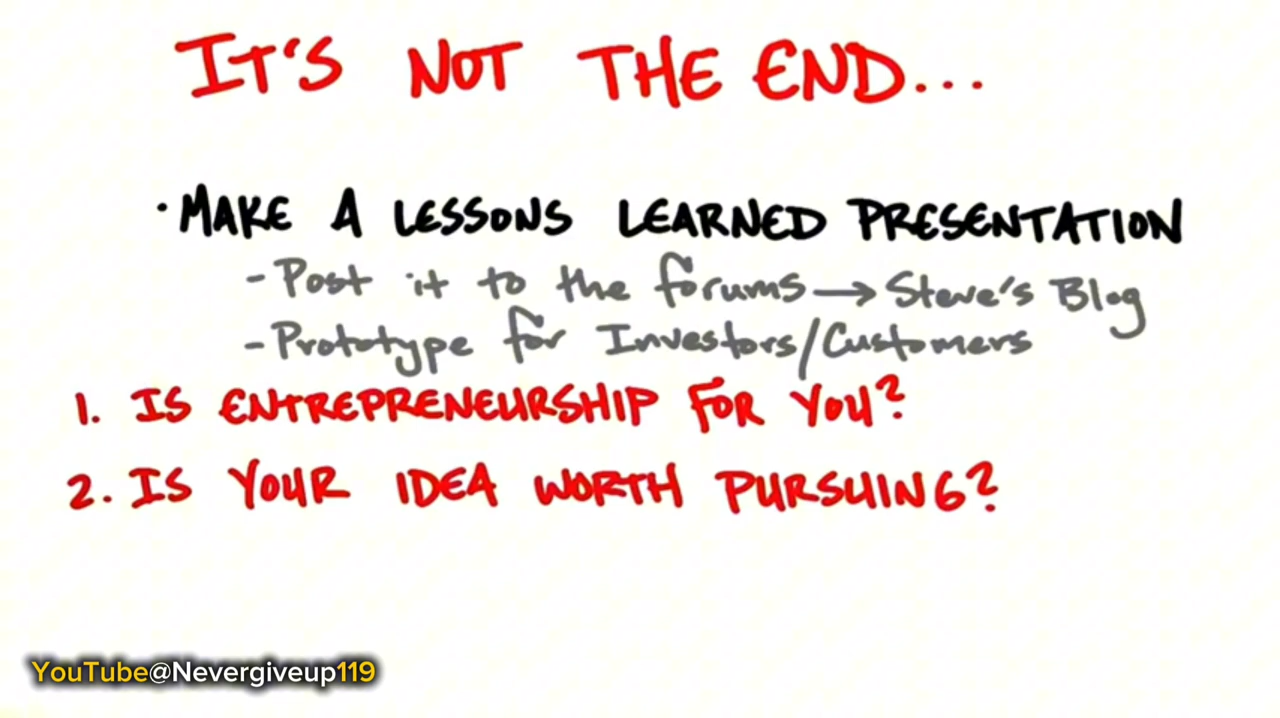 IT'S NOT THE END...
· MAKE A LESSONS LEARNED PRESENTATION
- Post it to the forums → Steve's Blog
- Prototype for Investors/Customers
1. IS ENTREPRENEURSHIP FOR YOU?
2. IS YOUR IDEA WORTH PURSUING?
YouTube@Nevergiveup119